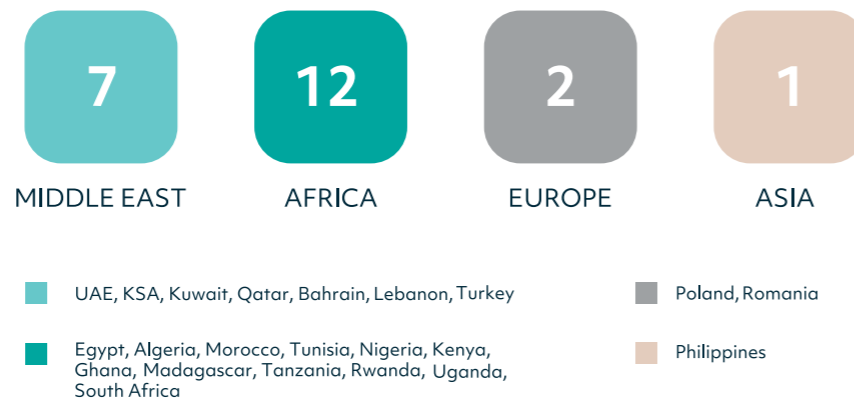 7
12
2
1
MIDDLE EAST
AFRICA
EUROPE
ASIA
UAE, KSA, Kuwait, Qatar, Bahrain, Lebanon, Turkey
Poland, Romania
Egypt, Algeria, Morocco, Tunisia, Nigeria, Kenya,
Ghana, Madagascar, Tanzania, Rwanda, Uganda,
South Africa
Philippines